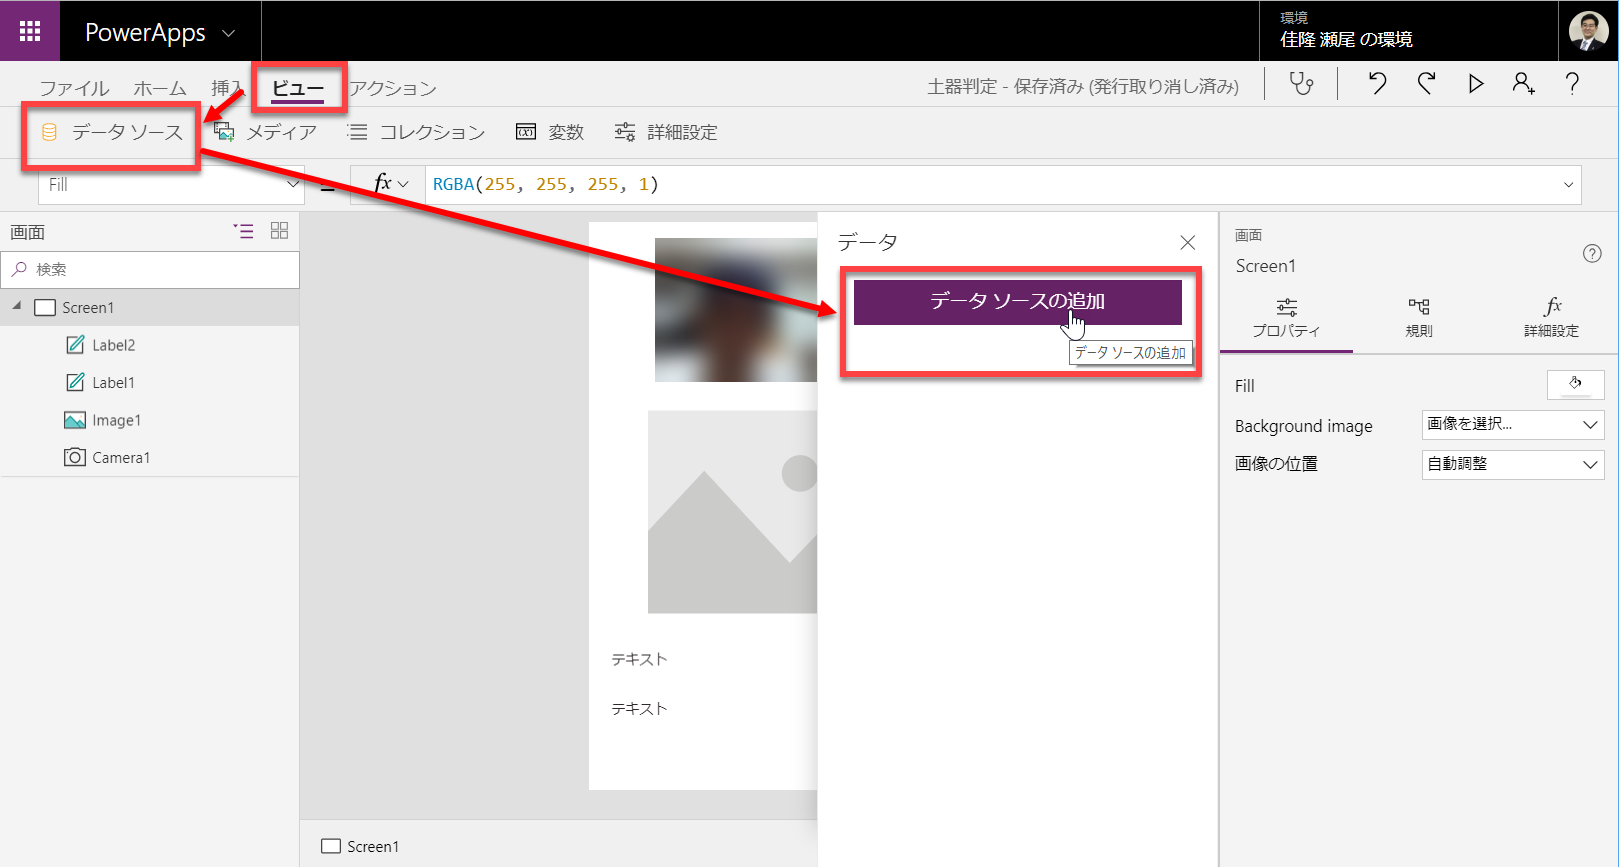 PowerApps
環境
佳隆 瀬尾 の環境
ファイル ホーム 挿入 ビュー アクション
土器判定 - 保存済み (発行取り消し済み)
データ ソース メディア コレクション 変数 詳細設定
Fill = fx RGBA(255, 255, 255, 1)
画面
検索
Screen1
Label2
Label1
Image1
Camera1
テキスト
テキスト
Screen1
データ
データ ソースの追加
データ ソースの追加
画面
Screen1
プロパティ 規則 詳細設定
Fill
Background image 画像を選択...
画像の位置 自動調整